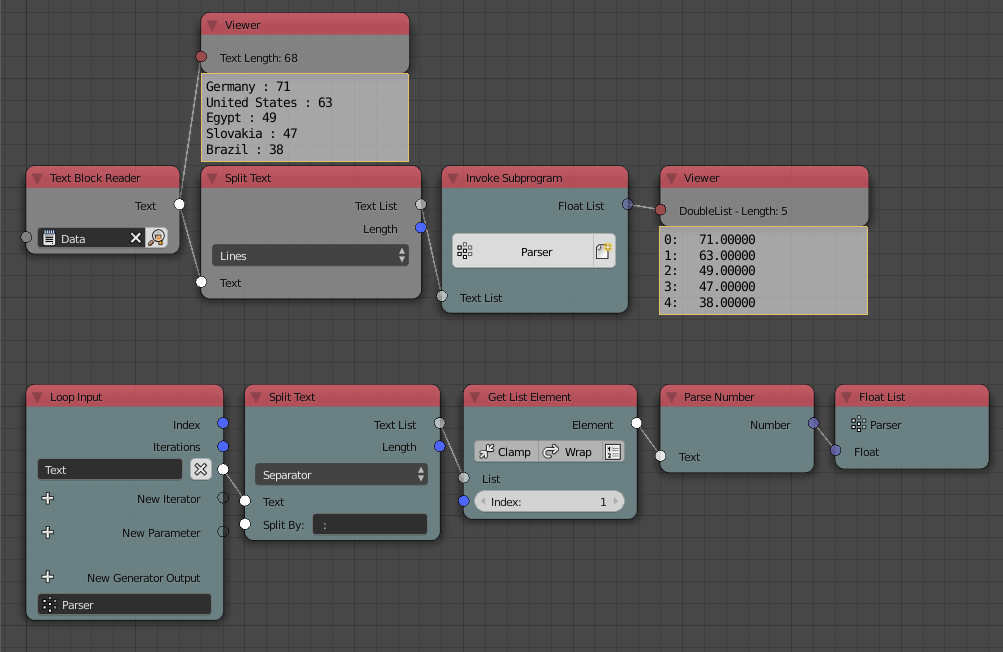 Viewer
Text Length: 68
Germany : 71
United States : 63
Egypt : 49
Slovakia : 47
Brazil : 38
Text Block Reader
Text
Data
Split Text
Text List
Length
Lines
Text
Invoke Subprogram
Float List
Parser
Text List
Viewer
DoubleList - Length: 5
0: 71.00000
1: 63.00000
2: 49.00000
3: 47.00000
4: 38.00000
Loop Input
Index
Iterations
Text
New Iterator
New Parameter
New Generator Output
Parser
Split Text
Text List
Length
Separator
Text
Split By: :
Get List Element
Element
Clamp Wrap
List
Index: 1
Parse Number
Number
Text
Float List
Parser
Float